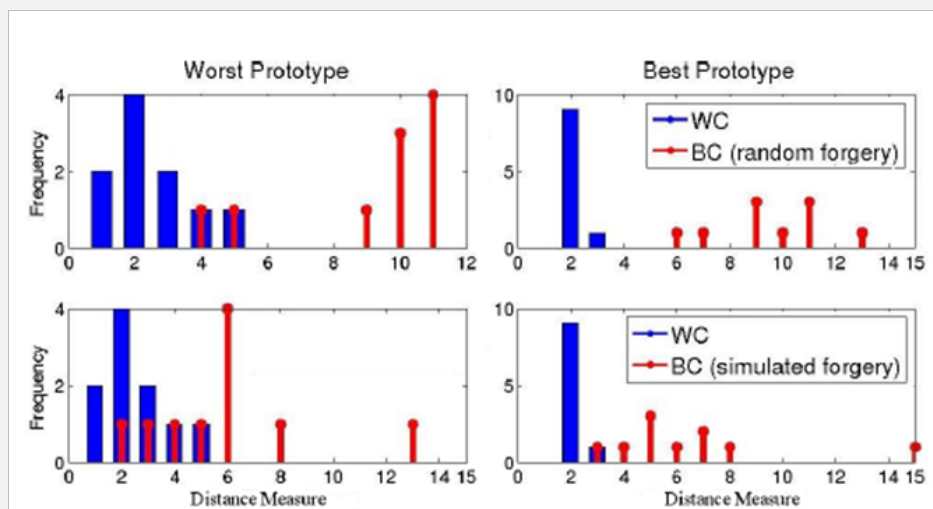 Worst Prototype
Frequency
4
2
0
0 2 4 6 8 10 12
Best Prototype
10
5
0
0 2 4 6 8 10 12 14 15
WC
BC (random forgery)
Frequency
4
2
0
0 2 4 6 8 10 12 14 15
Distance Measure
10
5
0
0 2 4 6 8 10 12 14 15
Distance Measure
WC
BC (simulated forgery)